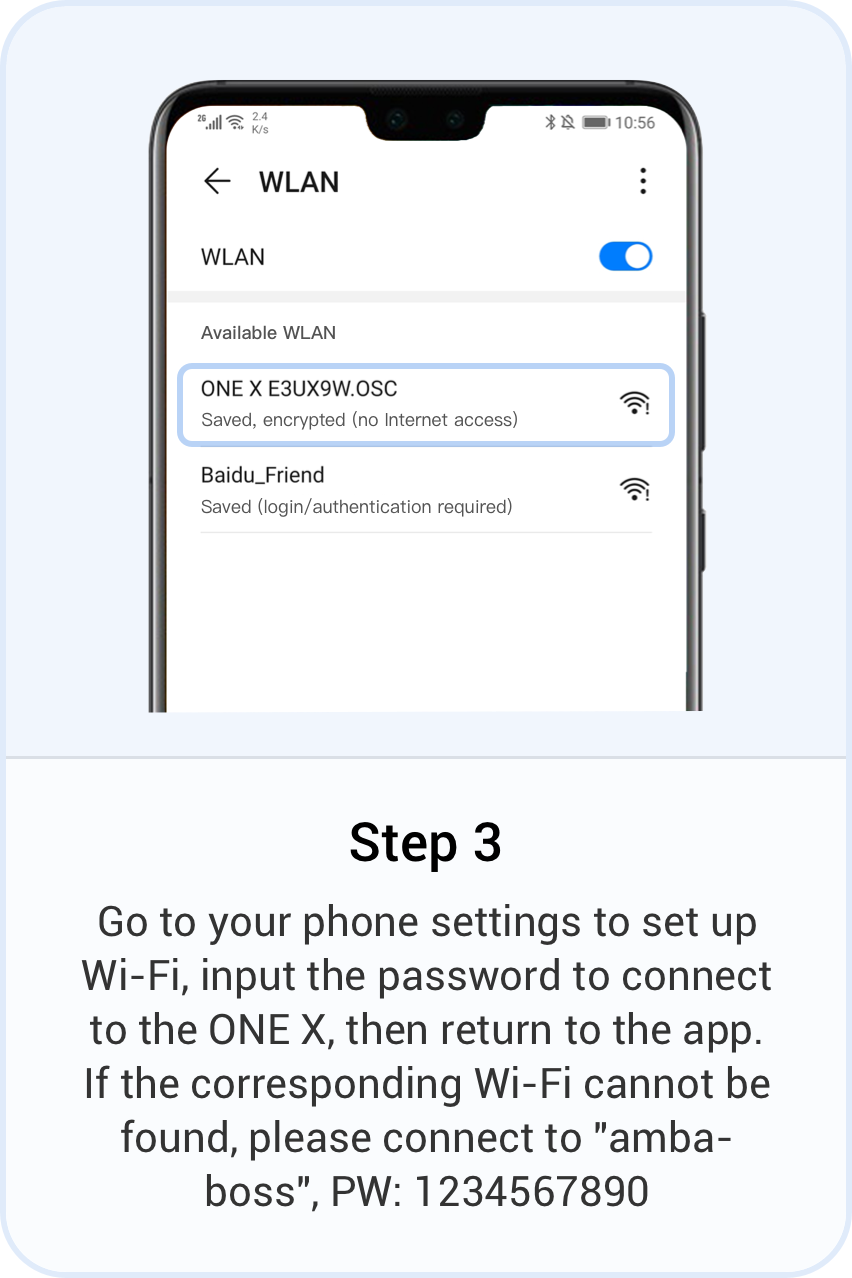 2G 2.4 K/s 10:56
WLAN
WLAN
Available WLAN
ONE X E3UX9W.OSC
Saved, encrypted (no Internet access)
Baidu_Friend
Saved (login/authentication required)
Step 3
Go to your phone settings to set up
Wi-Fi, input the password to connect
to the ONE X, then return to the app.
If the corresponding Wi-Fi cannot be
found, please connect to "amba-
boss", PW: 1234567890